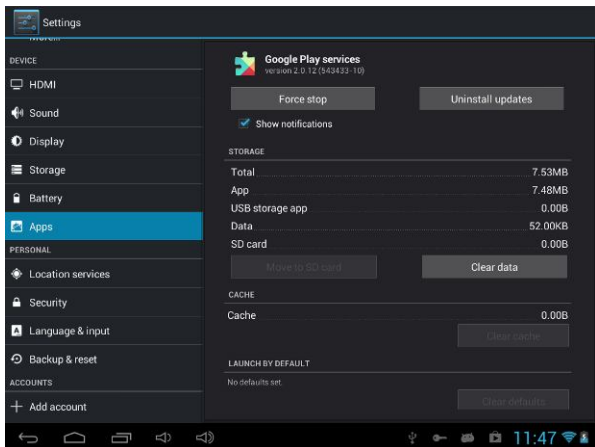 Settings
DEVICE
HDMI
Sound
Display
Storage
Battery
Apps
PERSONAL
Location services
Security
Language & input
Backup & reset
ACCOUNTS
Add account
Google Play services
version 2.0.12 (543433-10)
Force stop
Uninstall updates
Show notifications
STORAGE
Total 7.53MB
App 7.48MB
USB storage app 0.00B
Data 52.00KB
SD card 0.00B
Move to SD card
Clear data
CACHE
Cache 0.00B
Clear cache
LAUNCH BY DEFAULT
No defaults set.
Clear defaults
11:47